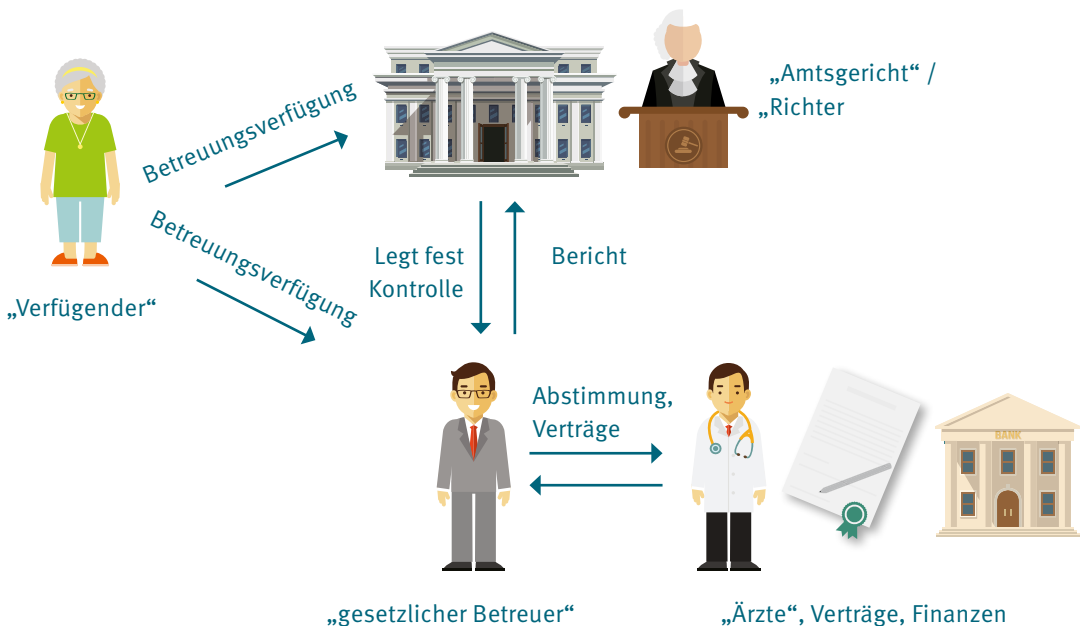 „Amtsgericht“ /
„Richter
Betreuungsverfügung
Betreuungsverfügung
„Verfügender“
Legt fest
Kontrolle
Bericht
Abstimmung,
Verträge
BANK
„gesetzlicher Betreuer“
„Ärzte“, Verträge, Finanzen